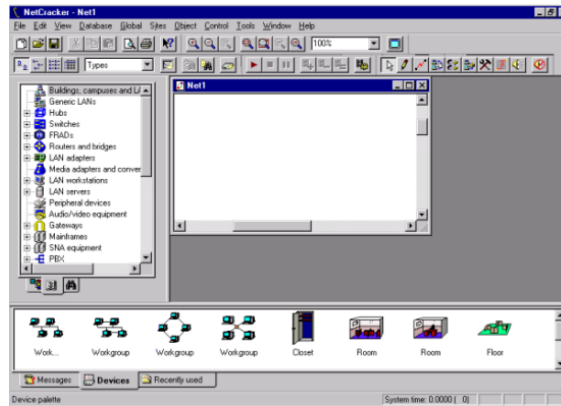 NetCracker - Net1
File Edit View Database Global Sites Object Control Tools Window Help
100%
Types
Buildings, campuses and LA
Generic LANs
Hubs
Switches
FRADs
Routers and bridges
LAN adapters
Media adapters and conver
LAN workstations
LAN servers
Peripheral devices
Audio/video equipment
Gateways
Mainframes
SNA equipment
PBX
Net1
Work... Workgroup Workgroup Workgroup Closet Room Room Floor
Messages Devices Recently used
Device palette System time: 0.0000 ( 0)